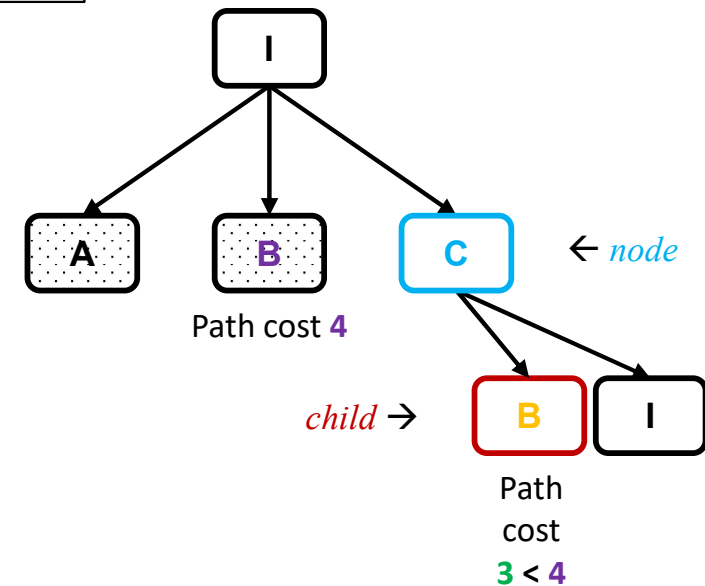 I
A
B
C
← node
Path cost 4
child →
B
I
Path
cost
3 < 4